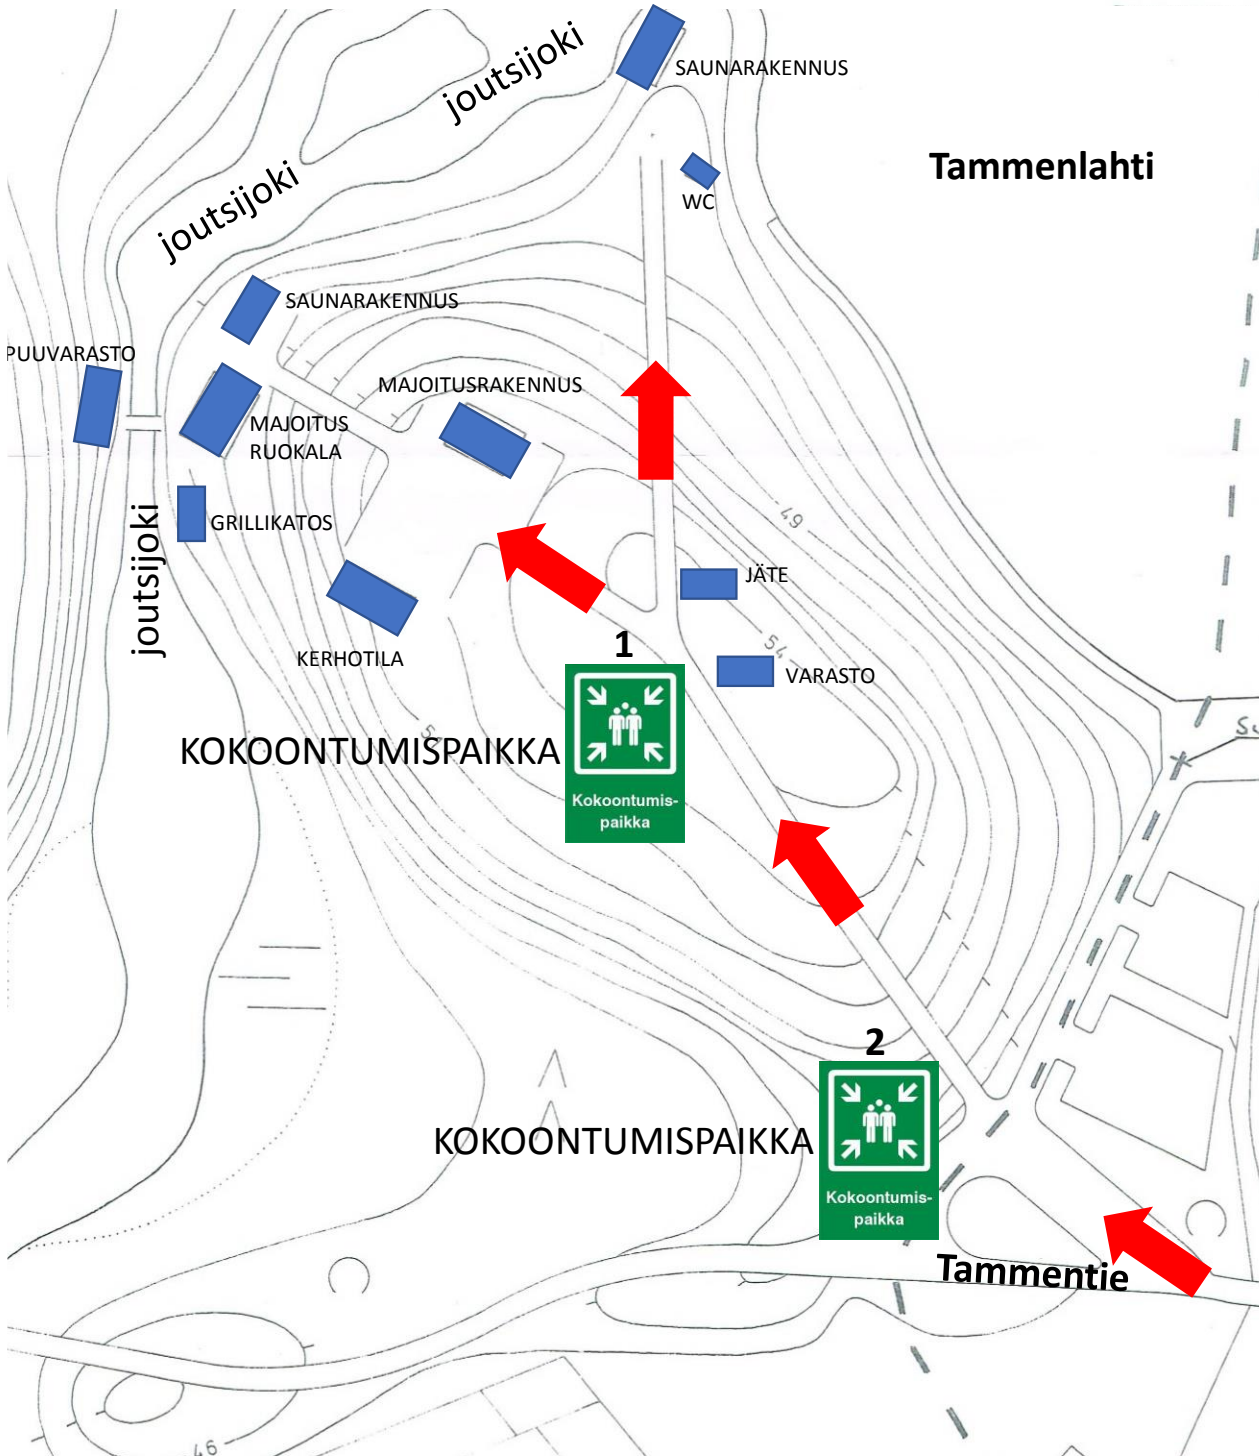 joutsijoki
SAUNARAKENNUS
Tammenlahti
WC
joutsijoki
SAUNARAKENNUS
PUUVARASTO
MAJOITUSRAKENNUS
MAJOITUS
RUOKALA
GRILLIKATOS
joutsijoki
49
JÄTE
KERHOTILA
1
54
VARASTO
KOKOONTUMISPAIKKA
Kokoontumis-
paikka
2
KOKOONTUMISPAIKKA
Kokoontumis-
paikka
Tammentie
46